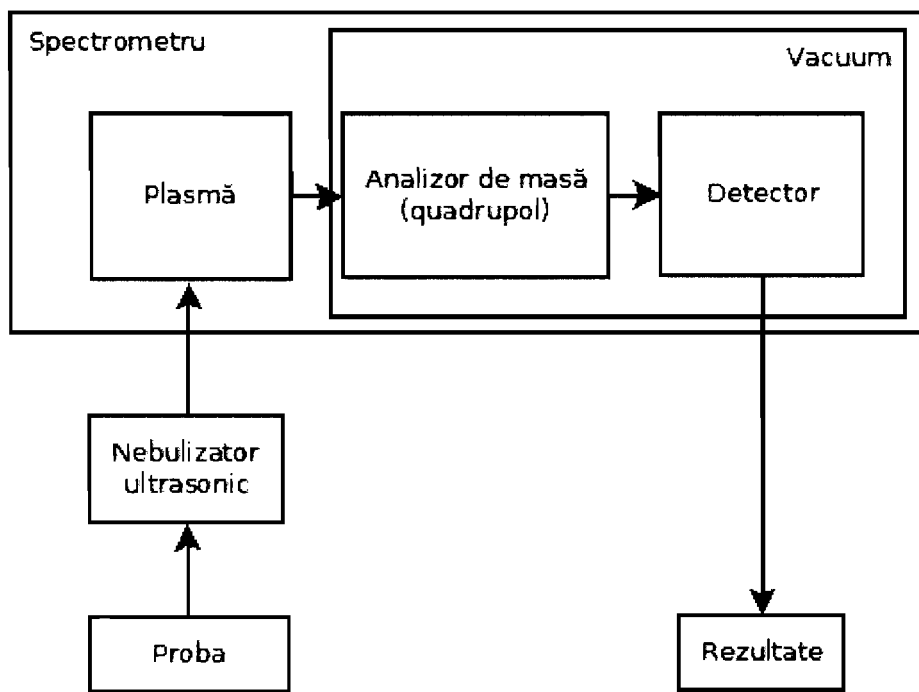 Spectrometru
Vacuum
Plasmă
Analizor de masă
(quadrupol)
Detector
Nebulizator
ultrasonic
Proba
Rezultate